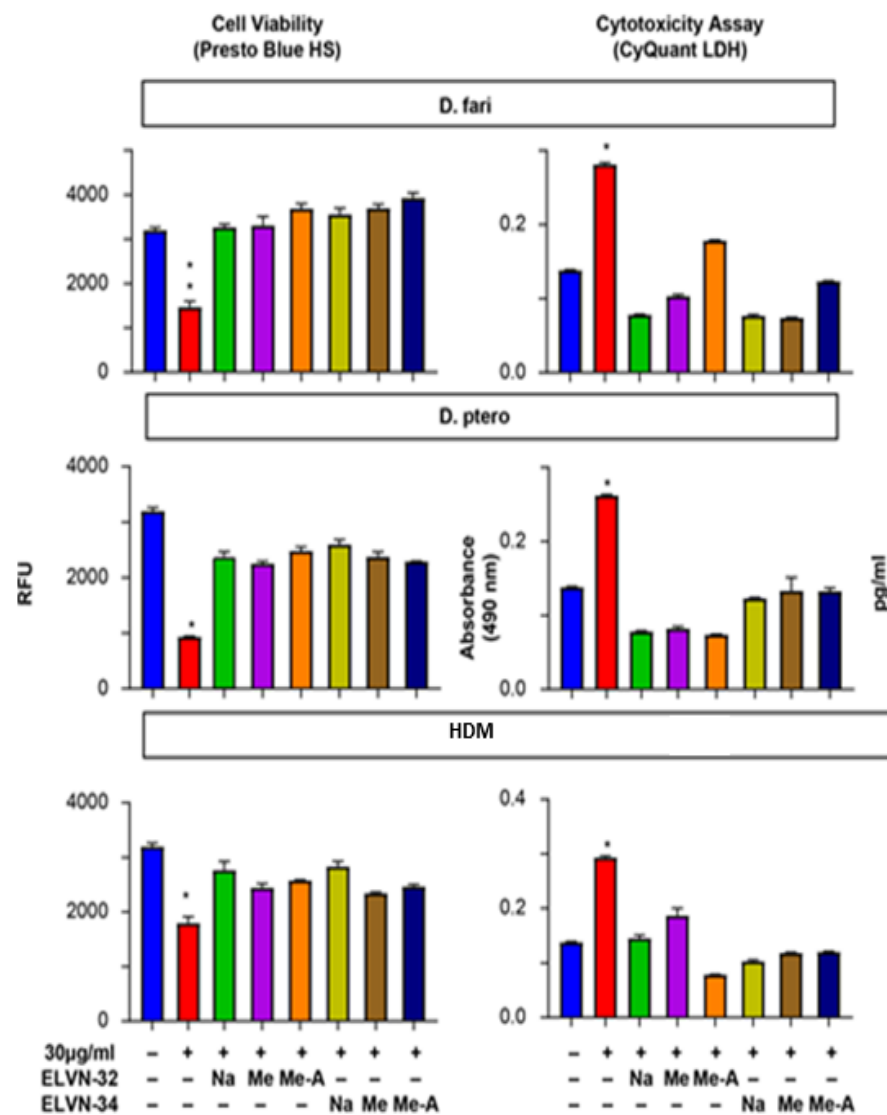 Cell Viability
(Presto Blue HS)
Cytotoxicity Assay
(CyQuant LDH)
D. fari
4000
2000
0
**
0.2
0.0
*
D. ptero
RFU
4000
2000
0
*
Absorbance
(490 nm)
0.2
0.0
*
pg/ml
HDM
4000
2000
0
*
0.4
0.2
0.0
*
30µg/ml – + + + + + + + – + + + + + + +
ELVN-32 – – Na Me Me-A – – – – – Na Me Me-A – – –
ELVN-34 – – – – – Na Me Me-A – – – – – Na Me Me-A